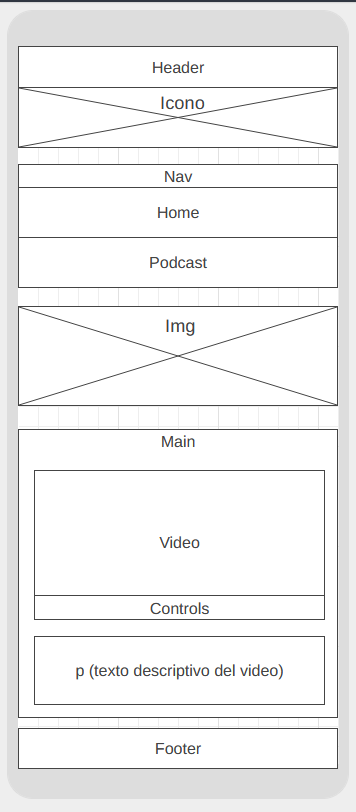 Header
Icono
Nav
Home
Podcast
Img
Main
Video
Controls
p (texto descriptivo del video)
Footer